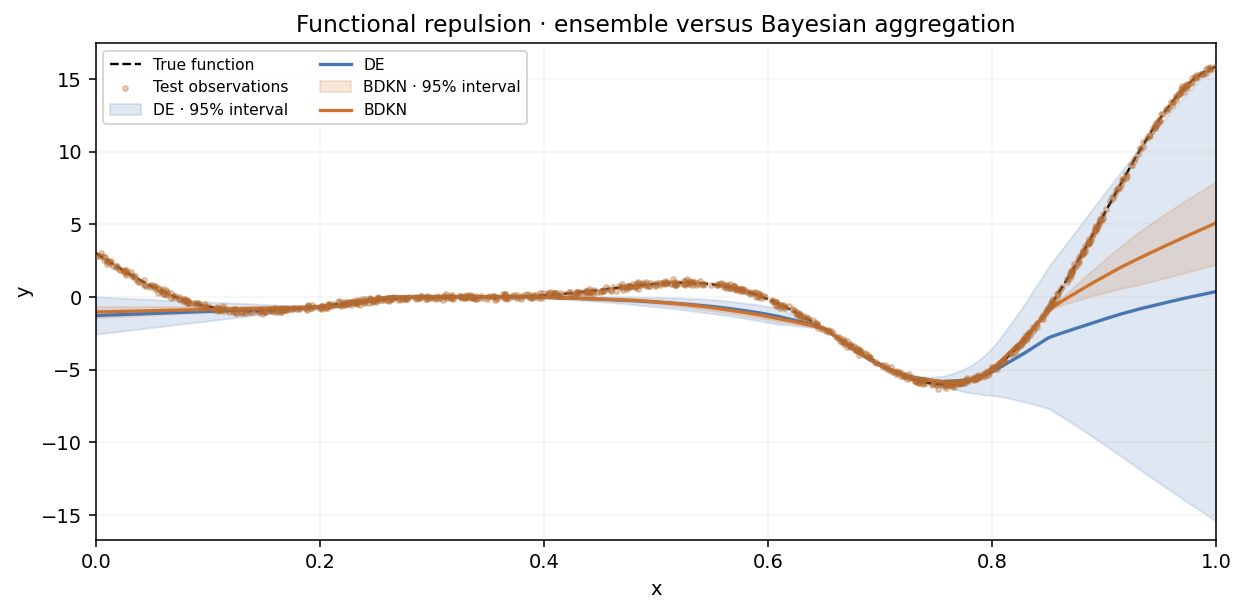 Functional repulsion · ensemble versus Bayesian aggregation
True function
Test observations
DE · 95% interval
DE
BDKN · 95% interval
BDKN
y
15
10
5
0
−5
−10
−15
0.0 0.2 0.4 0.6 0.8 1.0
x